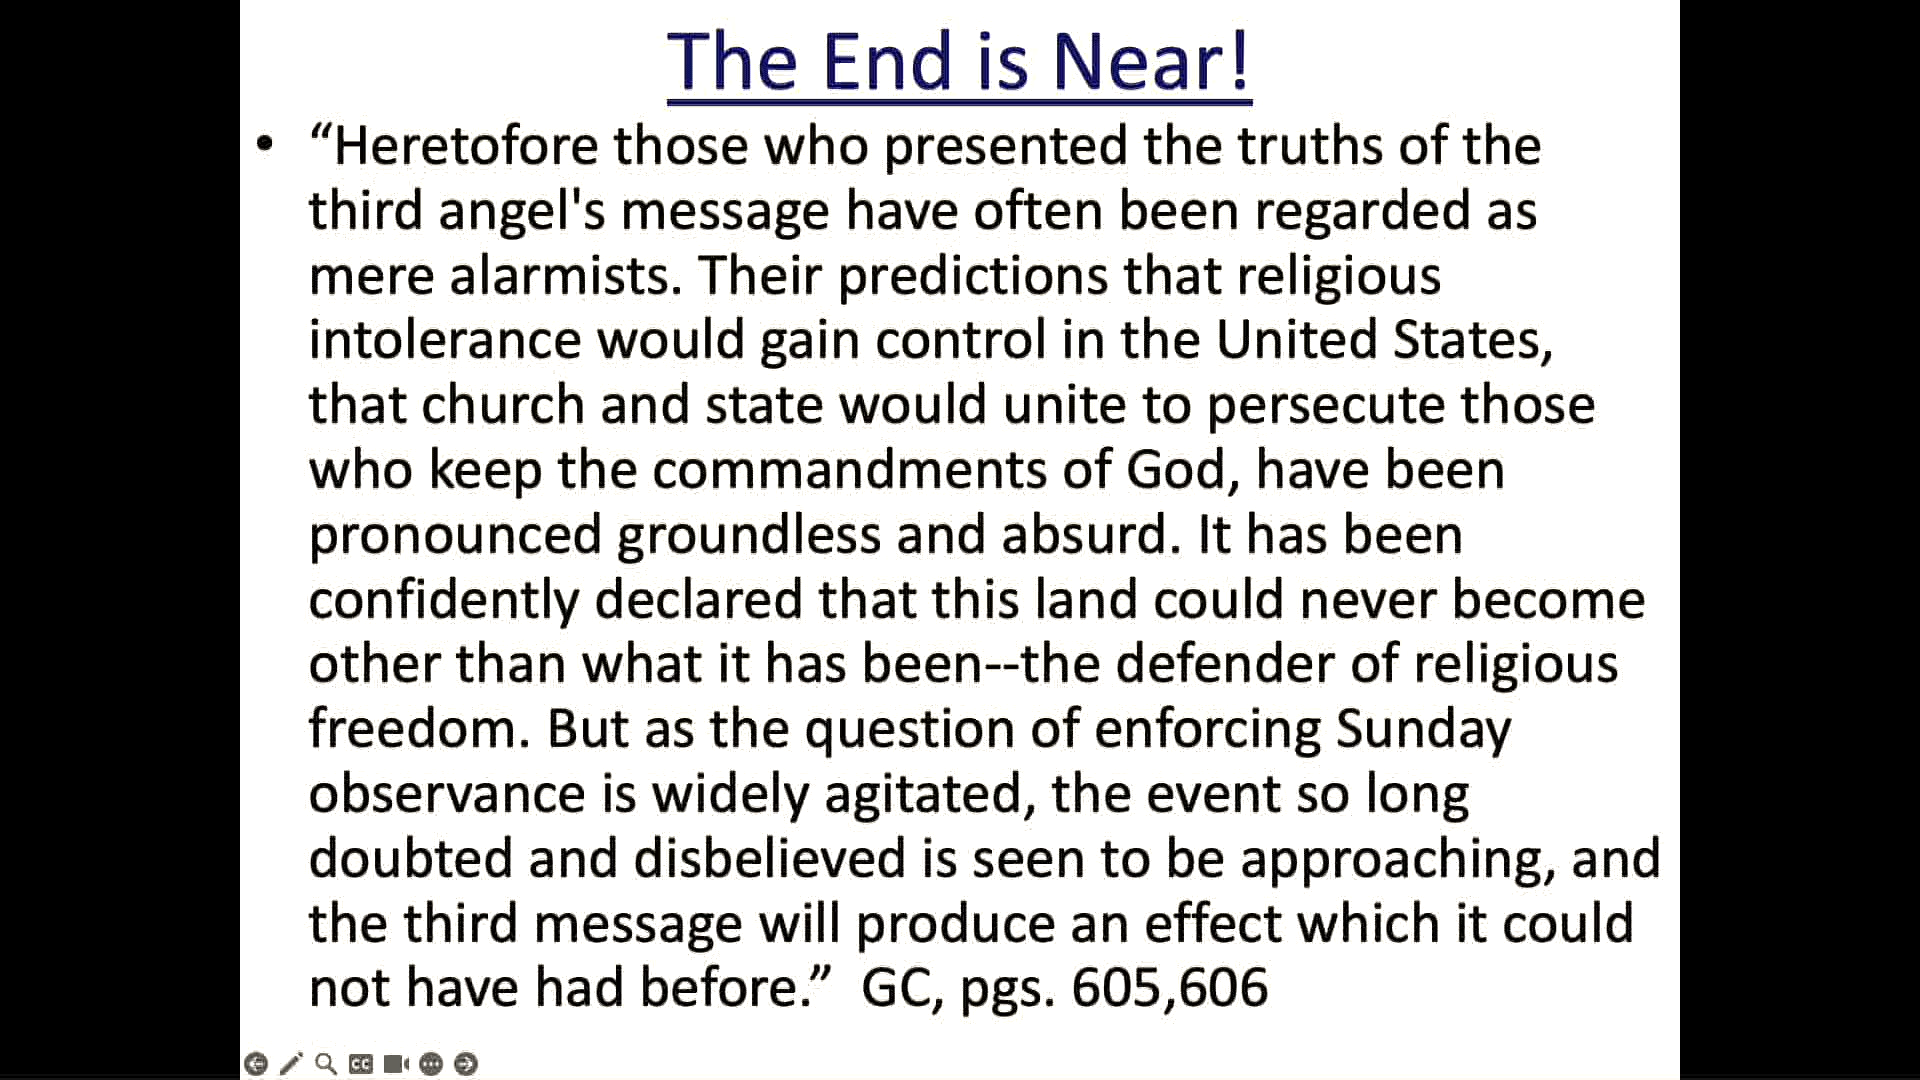 The End is Near!
• “Heretofore those who presented the truths of the
third angel's message have often been regarded as
mere alarmists. Their predictions that religious
intolerance would gain control in the United States,
that church and state would unite to persecute those
who keep the commandments of God, have been
pronounced groundless and absurd. It has been
confidently declared that this land could never become
other than what it has been--the defender of religious
freedom. But as the question of enforcing Sunday
observance is widely agitated, the event so long
doubted and disbelieved is seen to be approaching, and
the third message will produce an effect which it could
not have had before.”  GC, pgs. 605,606
CC